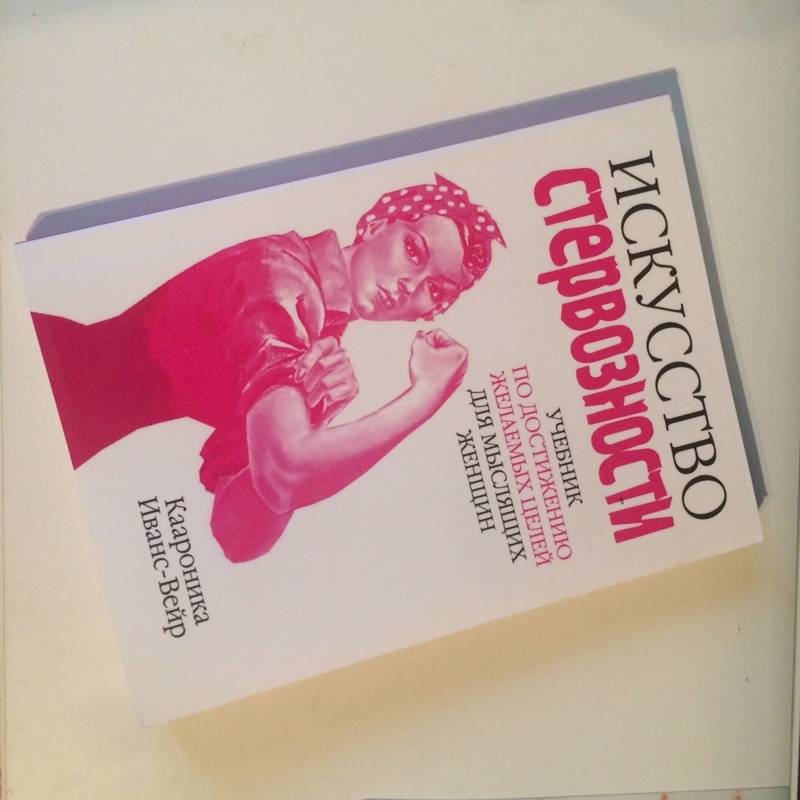 ИСКУССТВО
СТЕРВОЗНОСТИ
УЧЕБНИК
ПО ДОСТИЖЕНИЮ
ЖЕЛАЕМЫХ ЦЕЛЕЙ
ДЛЯ МЫСЛЯЩИХ
ЖЕНЩИН
Каароника
Иванс-Вейр